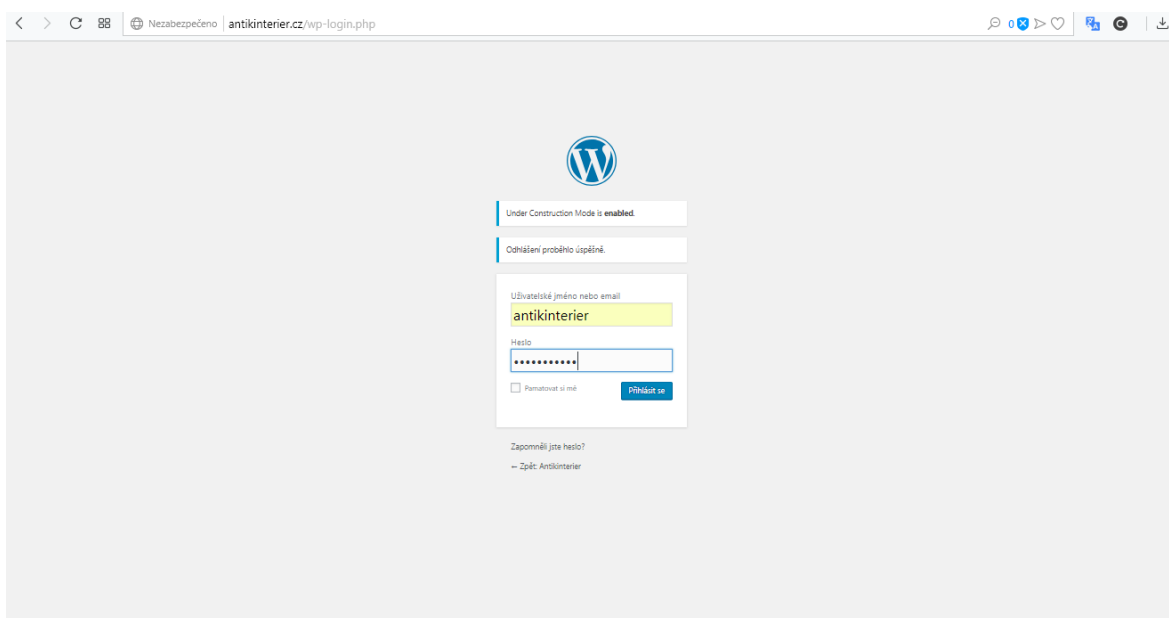 Nezabezpečeno antikinterier.cz/wp-login.php
0
Under Construction Mode is enabled.
Odhlášení proběhlo úspěšně.
Uživatelské jméno nebo email
antikinterier
Heslo
•••••••••••
Pamatovat si mě
Přihlásit se
Zapomněli jste heslo?
← Zpět: Antikinterier